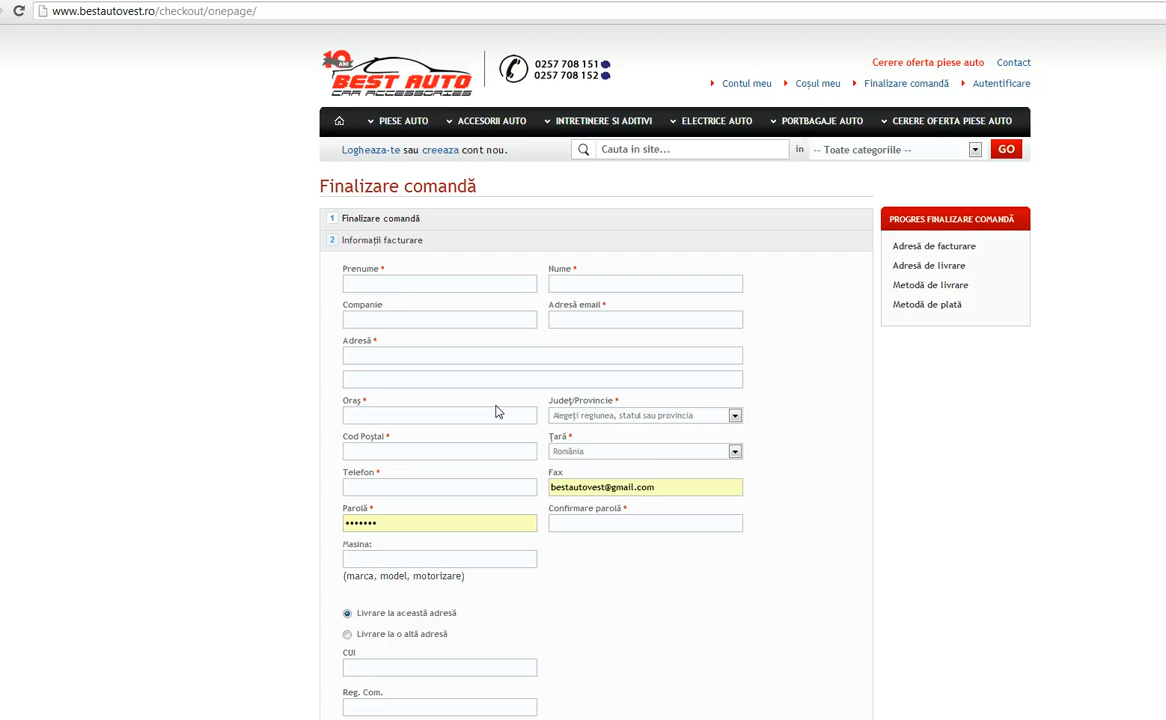 www.bestautovest.ro/checkout/onepage/
10 ANI
BEST AUTO
CAR ACCESSORIES
0257 708 151
0257 708 152
Cerere oferta piese auto
Contact
Contul meu
Coșul meu
Finalizare comandă
Autentificare
PIESE AUTO
ACCESORII AUTO
INTRETINERE SI ADITIVI
ELECTRICE AUTO
PORTBAGAJE AUTO
CERERE OFERTA PIESE AUTO
Logheaza-te sau creeaza cont nou.
Cauta in site...
in
-- Toate categoriile --
GO
Finalizare comandă
1 Finalizare comandă
2 Informații facturare
PROGRES FINALIZARE COMANDĂ
Adresă de facturare
Adresă de livrare
Metodă de livrare
Metodă de plată
Prenume *
Nume *
Companie
Adresă email *
Adresă *
Oraș *
Județ/Provincie *
Alegeți regiunea, statul sau provincia
Cod Poștal *
Țară *
România
Telefon *
Fax
bestautovest@gmail.com
Parolă *
Confirmare parolă *
•••••••
Masina:
(marca, model, motorizare)
Livrare la această adresă
Livrare la o altă adresă
CUI
Reg. Com.